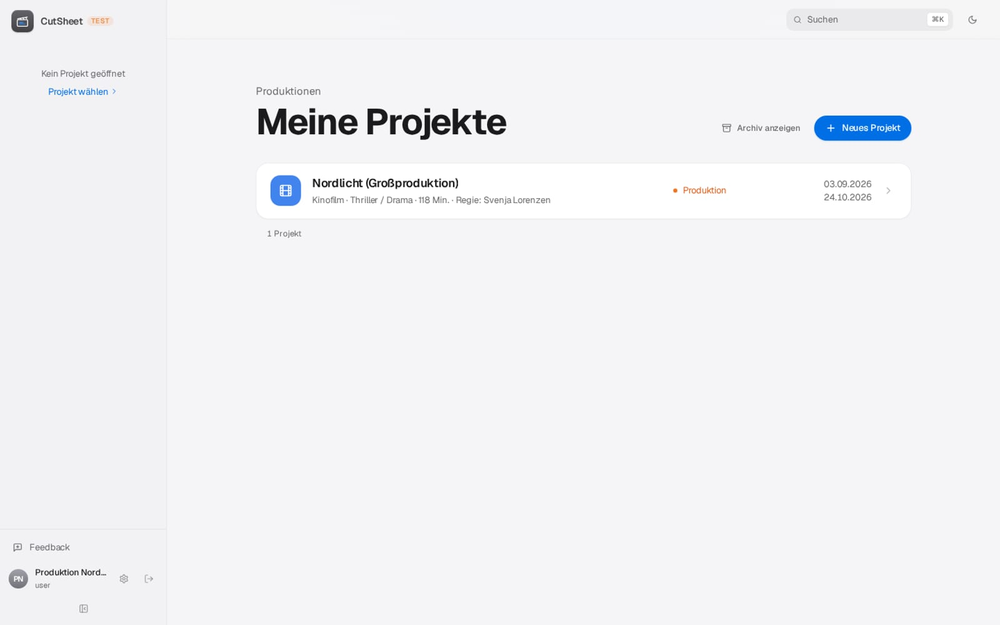 CutSheet TEST
Suchen ⌘K
Kein Projekt geöffnet
Projekt wählen
Produktionen
Meine Projekte
Archiv anzeigen
Neues Projekt
Nordlicht (Großproduktion)
Kinofilm · Thriller / Drama · 118 Min. · Regie: Svenja Lorenzen
Produktion
03.09.2026
24.10.2026
1 Projekt
Feedback
PN
Produktion Nord…
user